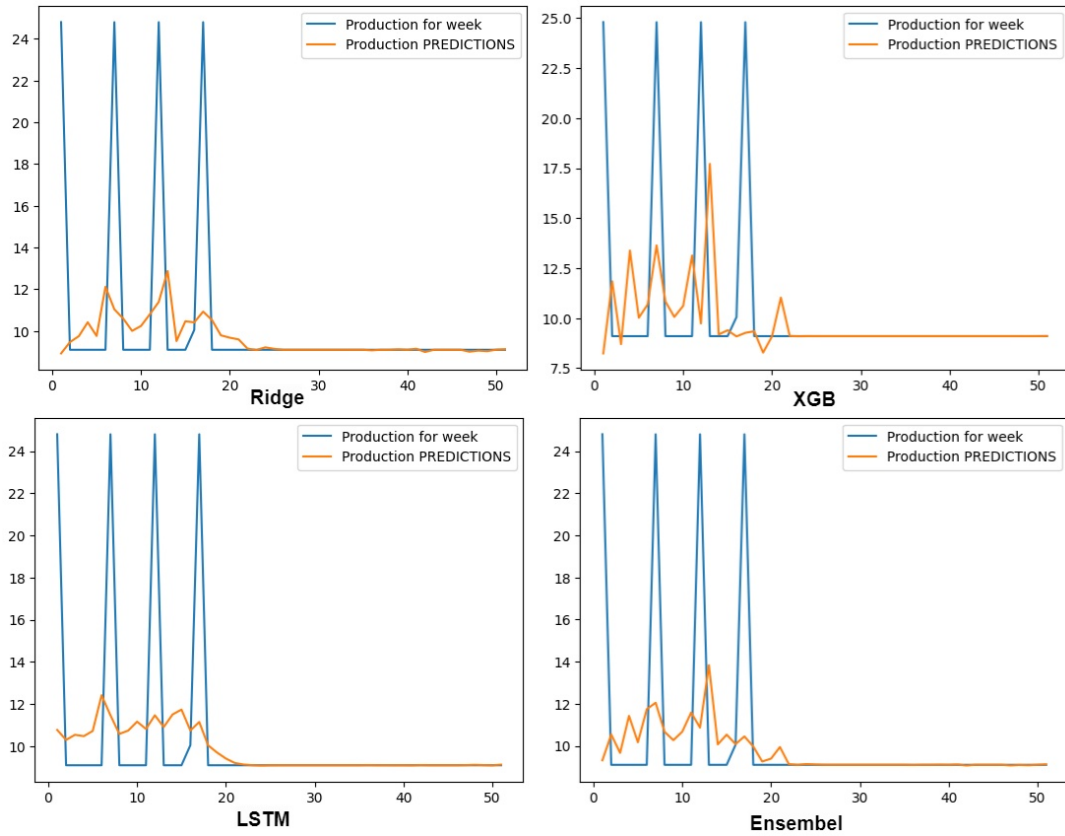 Production for week
Production PREDICTIONS
24
22
20
18
16
14
12
10
0 10 20 30 40 50
Ridge
Production for week
Production PREDICTIONS
25.0
22.5
20.0
17.5
15.0
12.5
10.0
7.5
0 10 20 30 40 50
XGB
Production for week
Production PREDICTIONS
24
22
20
18
16
14
12
10
0 10 20 30 40 50
LSTM
Production for week
Production PREDICTIONS
24
22
20
18
16
14
12
10
0 10 20 30 40 50
Ensembel